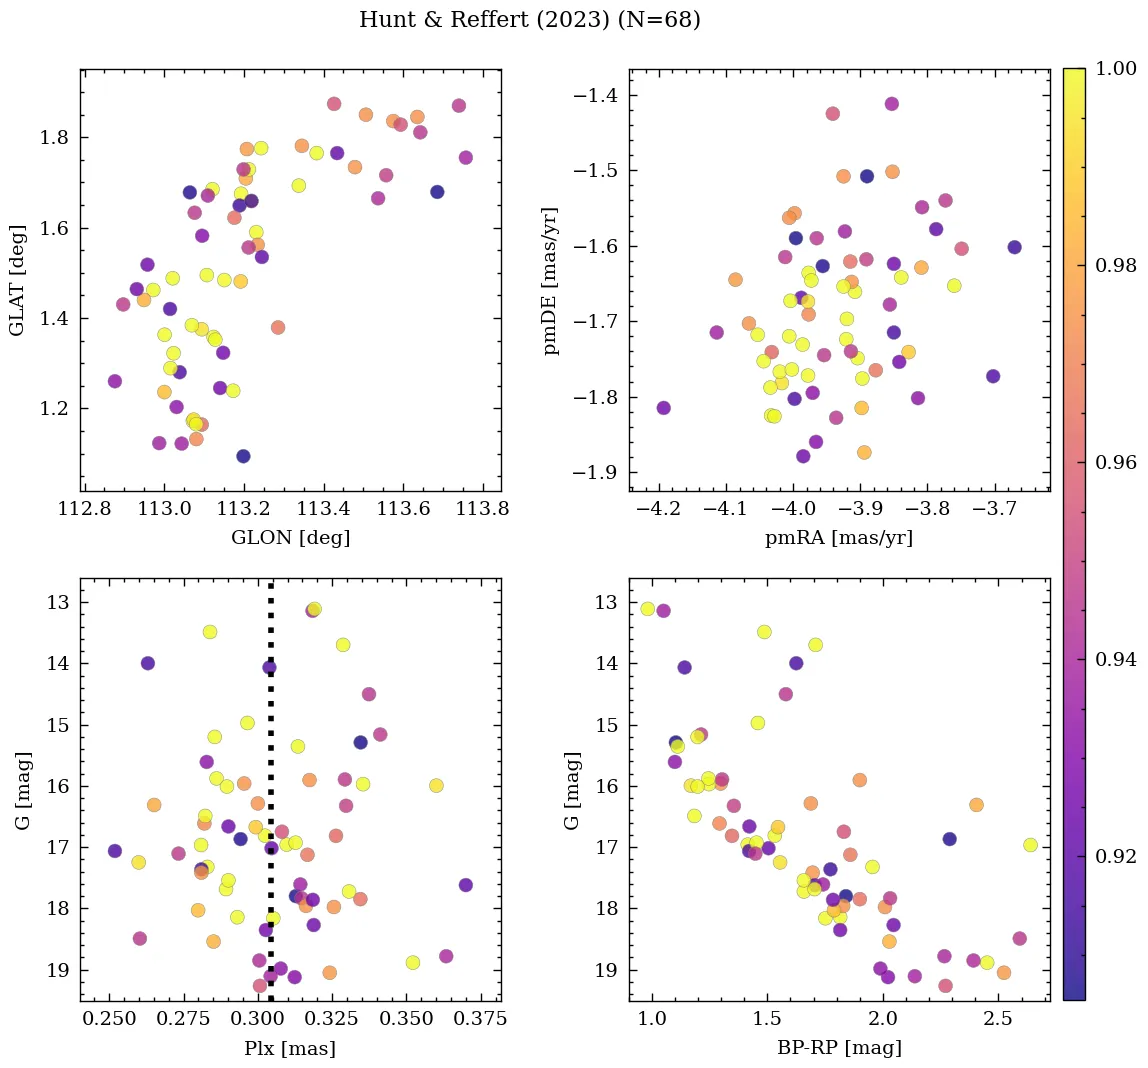 Hunt & Reffert (2023) (N=68)
1.8
1.6
1.4
1.2
GLAT [deg]
112.8 113.0 113.2 113.4 113.6 113.8
GLON [deg]
−1.4
−1.5
−1.6
−1.7
−1.8
−1.9
pmDE [mas/yr]
−4.2 −4.1 −4.0 −3.9 −3.8 −3.7
pmRA [mas/yr]
13
14
15
16
17
18
19
G [mag]
0.250 0.275 0.300 0.325 0.350 0.375
Plx [mas]
13
14
15
16
17
18
19
G [mag]
1.0 1.5 2.0 2.5
BP-RP [mag]
1.00
0.98
0.96
0.94
0.92